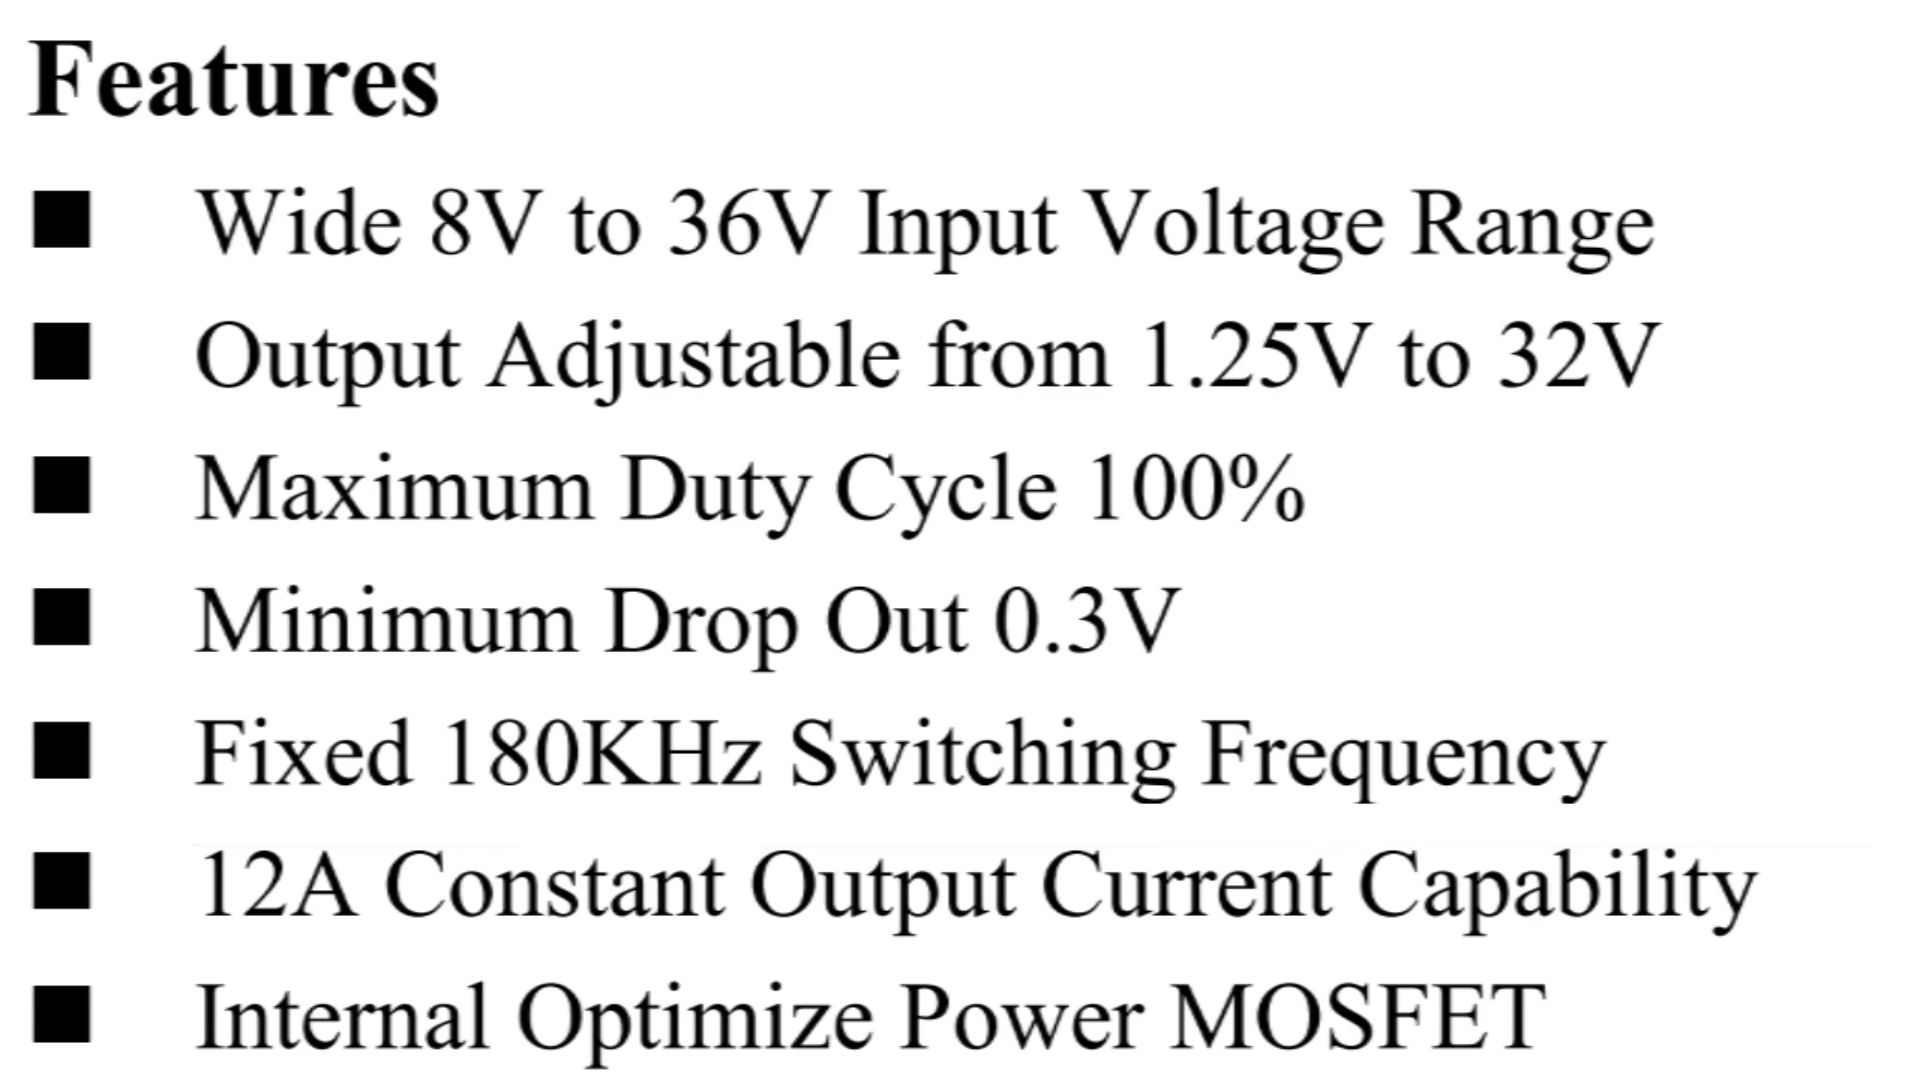 Features
■ Wide 8V to 36V Input Voltage Range
■ Output Adjustable from 1.25V to 32V
■ Maximum Duty Cycle 100%
■ Minimum Drop Out 0.3V
■ Fixed 180KHz Switching Frequency
■ 12A Constant Output Current Capability
■ Internal Optimize Power MOSFET